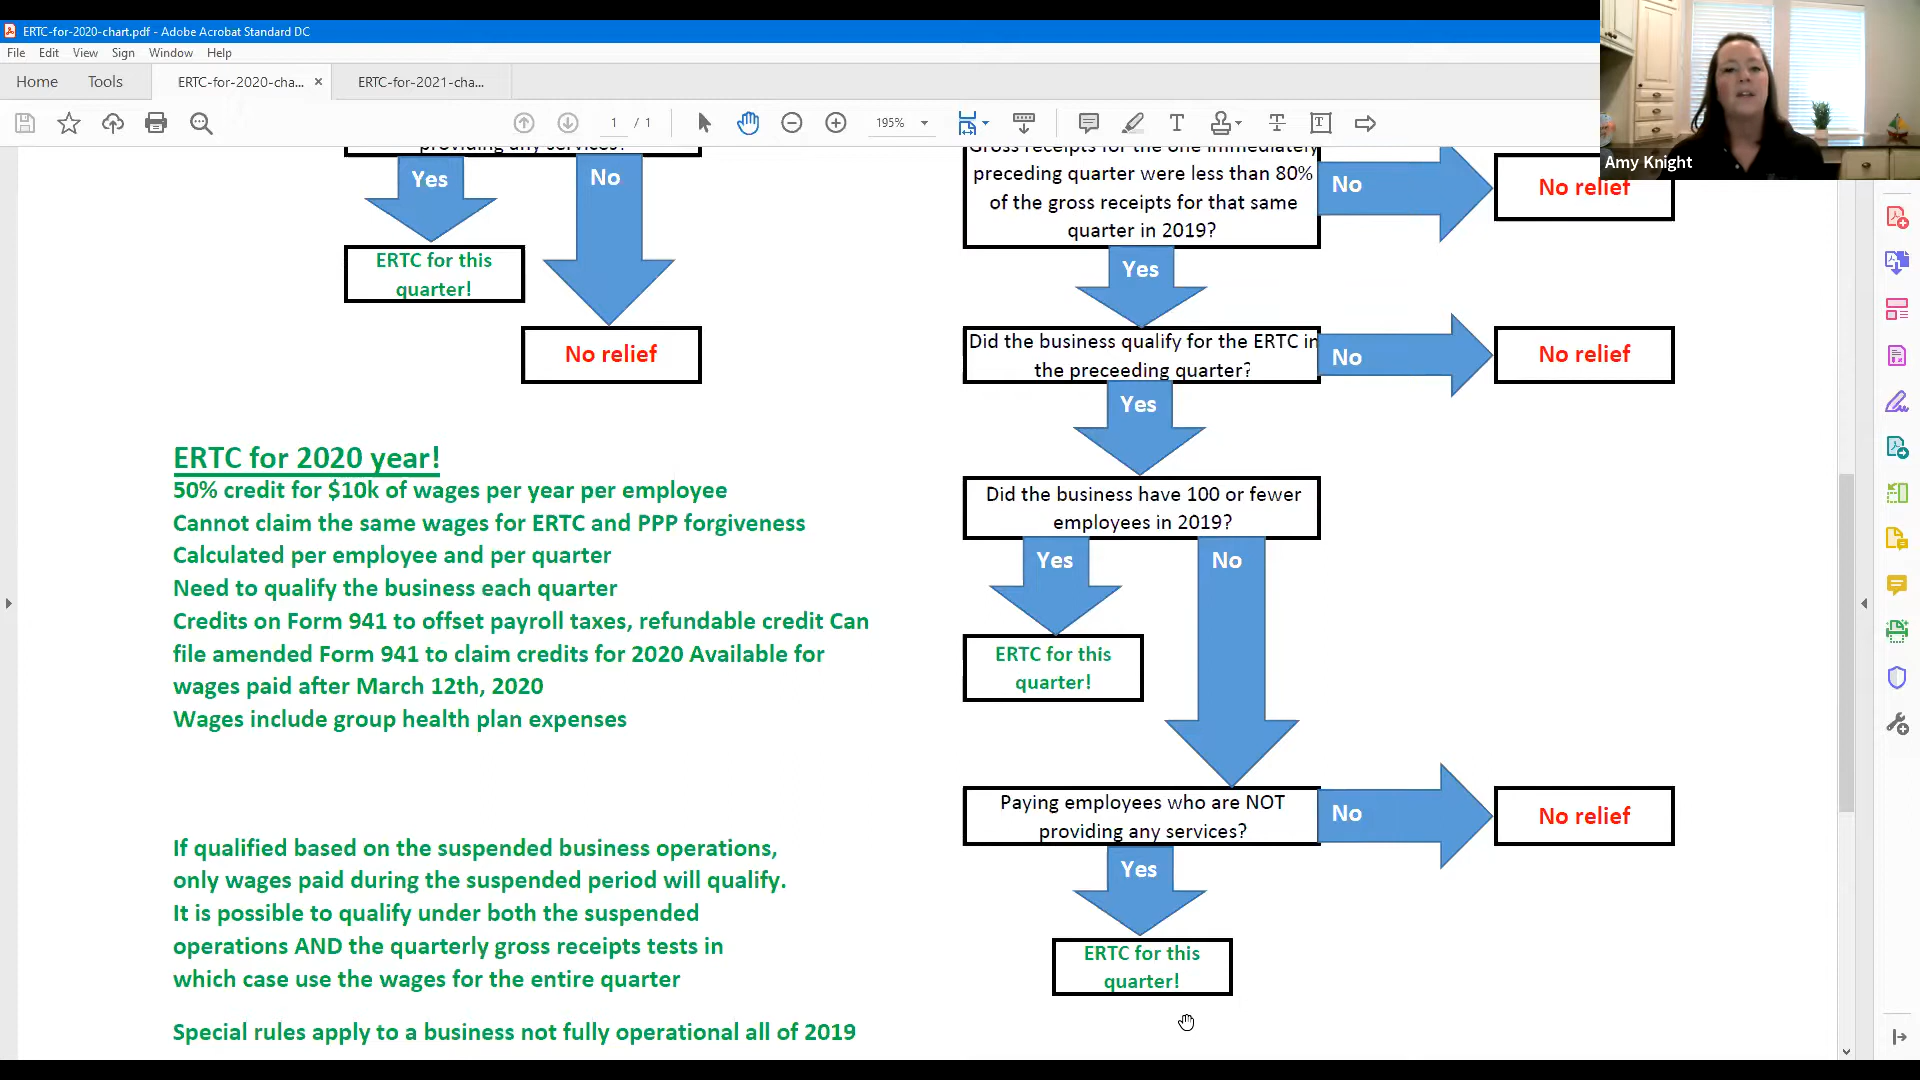 ERTC-for-2020-chart.pdf - Adobe Acrobat Standard DC
File Edit View Sign Window Help
Home Tools ERTC-for-2020-cha... × ERTC-for-2021-cha...
1 / 1 195%
Amy Knight
providing any services?
Yes
No
ERTC for this
quarter!
No relief
Gross receipts for the one immediately
preceding quarter were less than 80%
of the gross receipts for that same
quarter in 2019?
No
No relief
Yes
Did the business qualify for the ERTC in
the preceeding quarter?
No
No relief
Yes
Did the business have 100 or fewer
employees in 2019?
Yes
No
ERTC for this
quarter!
Paying employees who are NOT
providing any services?
No
No relief
Yes
ERTC for this
quarter!
ERTC for 2020 year!
50% credit for $10k of wages per year per employee
Cannot claim the same wages for ERTC and PPP forgiveness
Calculated per employee and per quarter
Need to qualify the business each quarter
Credits on Form 941 to offset payroll taxes, refundable credit Can
file amended Form 941 to claim credits for 2020 Available for
wages paid after March 12th, 2020
Wages include group health plan expenses
If qualified based on the suspended business operations,
only wages paid during the suspended period will qualify.
It is possible to qualify under both the suspended
operations AND the quarterly gross receipts tests in
which case use the wages for the entire quarter
Special rules apply to a business not fully operational all of 2019